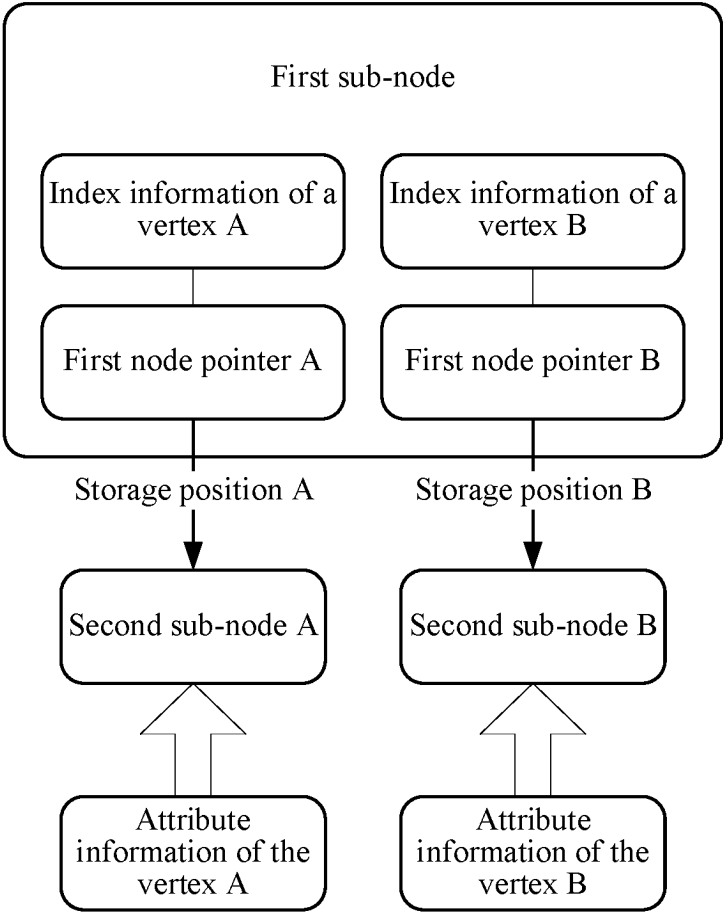 First sub-node
Index information of a
vertex A
Index information of a
vertex B
First node pointer A
First node pointer B
Storage position A
Storage position B
Second sub-node A
Second sub-node B
Attribute
information of the
vertex A
Attribute
information of the
vertex B